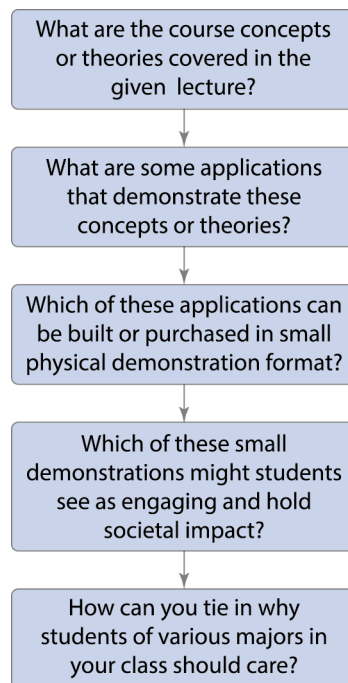 What are the course concepts
or theories covered in the
given lecture?
What are some applications
that demonstrate these
concepts or theories?
Which of these applications can
be built or purchased in small
physical demonstration format?
Which of these small
demonstrations might students
see as engaging and hold
societal impact?
How can you tie in why
students of various majors in
your class should care?